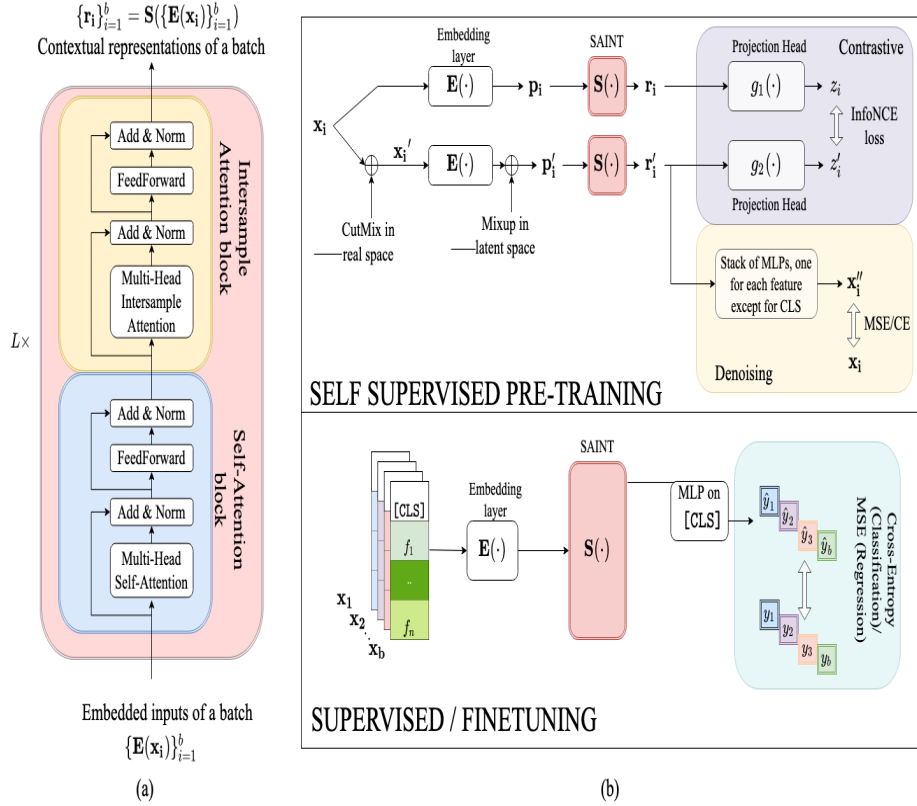 {r_i}_{i=1}^b = S({E(x_i)}_{i=1}^b)
Contextual representations of a batch
Add & Norm
FeedForward
Add & Norm
Multi-Head
Intersample
Attention
Intersample
Attention block
L×
Add & Norm
FeedForward
Add & Norm
Multi-Head
Self-Attention
Self-Attention
block
Embedded inputs of a batch
{E(x_i)}_{i=1}^b
(a)
Embedding
layer
SAINT
Projection Head
Contrastive
x_i
E(·)
p_i
S(·)
r_i
g_1(·)
z_i
InfoNCE
loss
x_i'
E(·)
p_i'
S(·)
r_i'
g_2(·)
z_i'
Projection Head
CutMix in
real space
Mixup in
latent space
Stack of MLPs, one
for each feature
except for CLS
x_i''
MSE/CE
x_i
Denoising
SELF SUPERVISED PRE-TRAINING
SAINT
[CLS]
f_1
..
f_n
x_1
x_2
⋱
x_b
Embedding
layer
E(·)
S(·)
MLP on
[CLS]
ŷ_1
ŷ_2
ŷ_3
ŷ_b
y_1
y_2
y_3
y_b
Cross-Entropy
(Classification)/
MSE (Regression)
SUPERVISED / FINETUNING
(b)